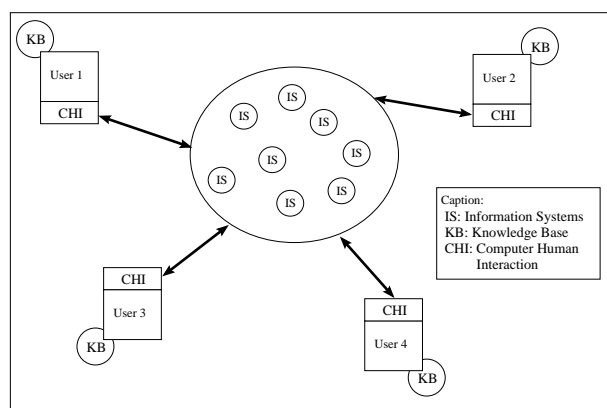 KB
User 1
CHI
KB
User 2
CHI
IS
IS
IS
IS
IS
IS
IS
IS
Caption:
IS: Information Systems
KB: Knowledge Base
CHI: Computer Human
Interaction
CHI
User 3
KB
CHI
User 4
KB